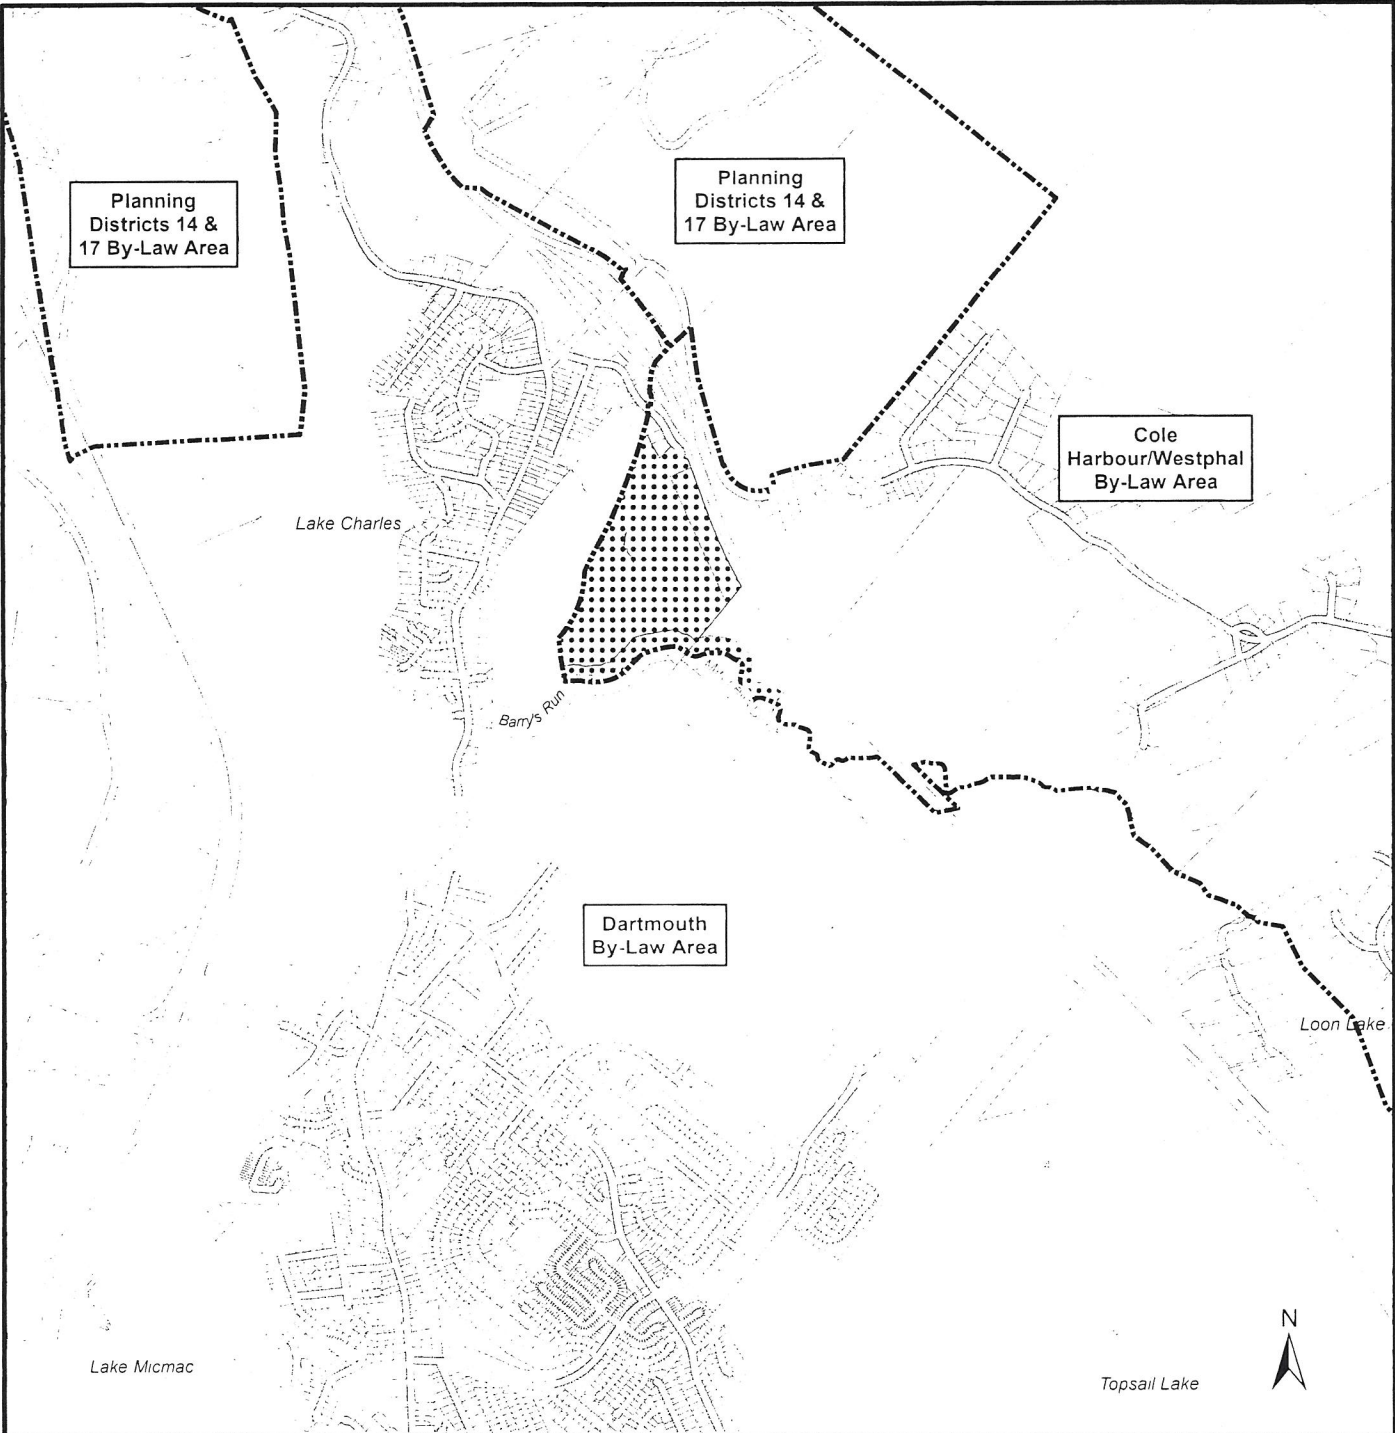 Planning
Districts 14 &
17 By-Law Area
Planning
Districts 14 &
17 By-Law Area
Cole
Harbour/Westphal
By-Law Area
Lake Charles
Barry's Run
Dartmouth
By-Law Area
Loon Lake
N
Lake Micmac
Topsail Lake